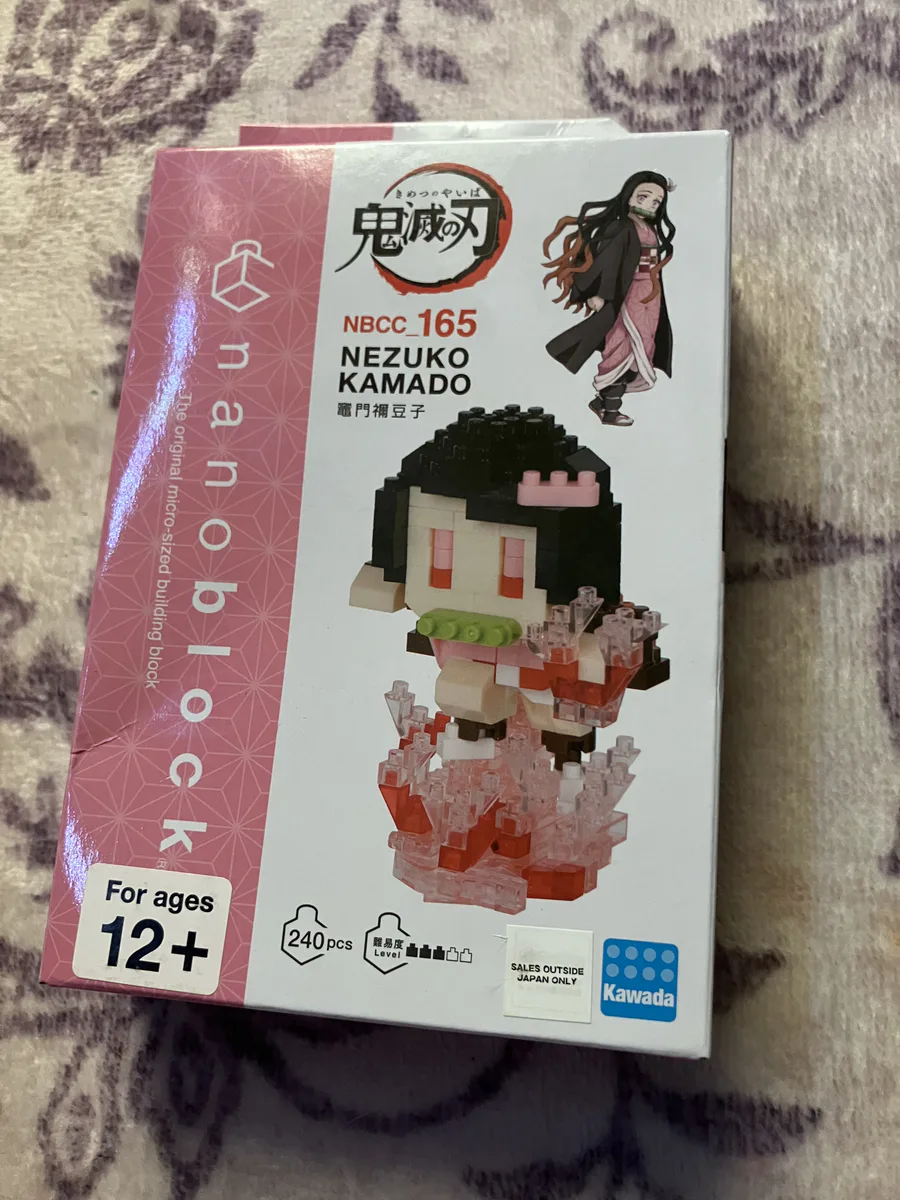 きめつのやいば
鬼滅の刃
NBCC_165
NEZUKO
KAMADO
竈門禰豆子
nanoblock
The original micro-sized building block
For ages
12+
240pcs
難易度
Level
SALES OUTSIDE
JAPAN ONLY
Kawada